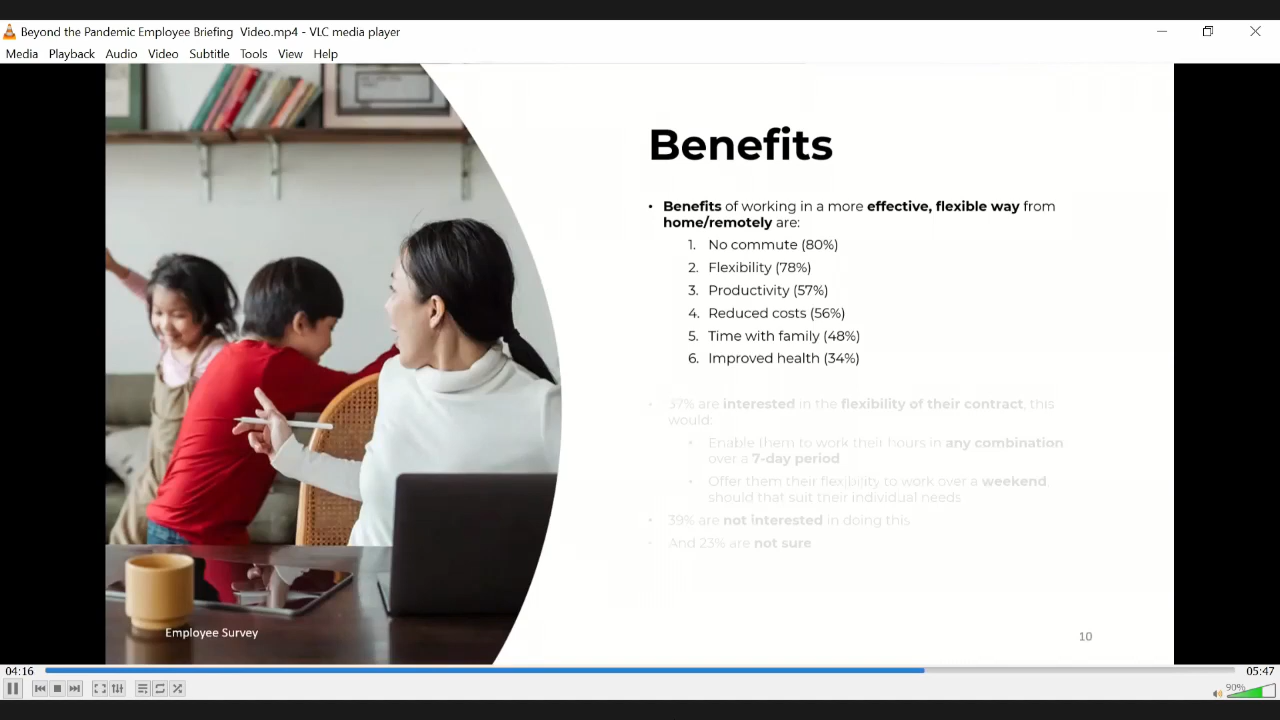 Beyond the Pandemic Employee Briefing Video.mp4 - VLC media player
Media Playback Audio Video Subtitle Tools View Help
Benefits
• Benefits of working in a more effective, flexible way from
home/remotely are:
1. No commute (80%)
2. Flexibility (78%)
3. Productivity (57%)
4. Reduced costs (56%)
5. Time with family (48%)
6. Improved health (34%)
• 37% are interested in the flexibility of their contract, this
would:
• Enable them to work their hours in any combination
over a 7-day period
• Offer them their flexibility to work over a weekend,
should that suit their individual needs
• 39% are not interested in doing this
• And 23% are not sure
Employee Survey
10
04:16
05:47
90%